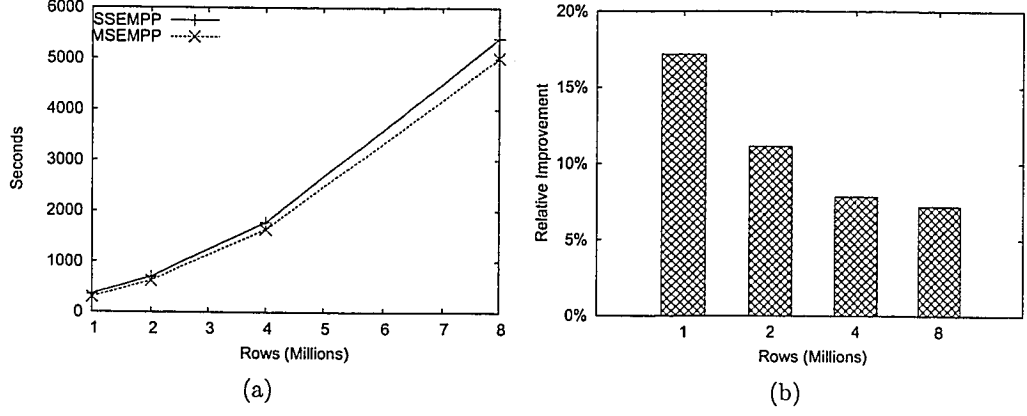 6000
5000
4000
3000
2000
1000
0
Seconds
SSEMPP
MSEMPP
1 2 3 4 5 6 7 8
Rows (Millions)
(a)
20%
15%
10%
5%
0%
Relative Improvement
1 2 4 8
Rows (Millions)
(b)